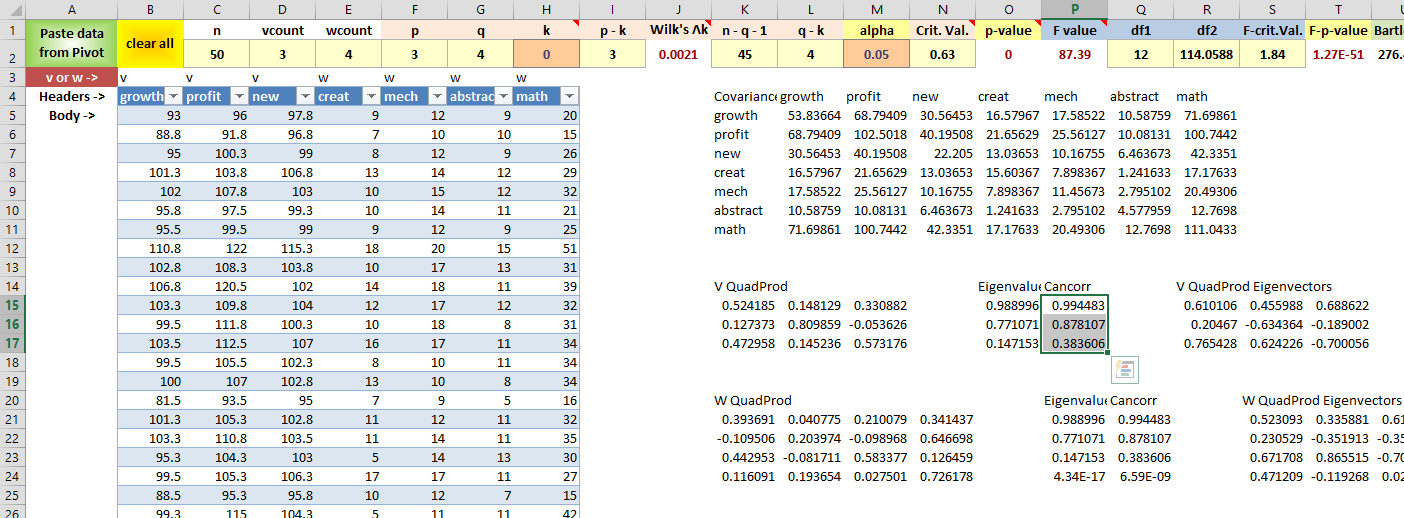 A B C D E F G H I J K L M N O P Q R S T U
1 Paste data n vcount wcount p q k p - k Wilk's Λk n - q - 1 q - k alpha Crit. Val. p-value F value df1 df2 F-crit.Val. F-p-value Bartl
clear all
2 from Pivot 50 3 4 3 4 0 3 0.0021 45 4 0.05 0.63 0 87.39 12 114.0588 1.84 1.27E-51 276.
3 v or w -> v v v w w w w
4 Headers -> growth profit new creat mech abstrac math Covarianc growth profit new creat mech abstract math
5 Body -> 93 96 97.8 9 12 9 20 growth 53.83664 68.79409 30.56453 16.57967 17.58522 10.58759 71.69861
6 88.8 91.8 96.8 7 10 10 15 profit 68.79409 102.5018 40.19508 21.65629 25.56127 10.08131 100.7442
7 95 100.3 99 8 12 9 26 new 30.56453 40.19508 22.205 13.03653 10.16755 6.463673 42.3351
8 101.3 103.8 106.8 13 14 12 29 creat 16.57967 21.65629 13.03653 15.60367 7.898367 1.241633 17.17633
9 102 107.8 103 10 15 12 32 mech 17.58522 25.56127 10.16755 7.898367 11.45673 2.795102 20.49306
10 95.8 97.5 99.3 10 14 11 21 abstract 10.58759 10.08131 6.463673 1.241633 2.795102 4.577959 12.7698
11 95.5 99.5 99 9 12 9 25 math 71.69861 100.7442 42.3351 17.17633 20.49306 12.7698 111.0433
12 110.8 122 115.3 18 20 15 51
13 102.8 108.3 103.8 10 17 13 31
14 106.8 120.5 102 14 18 11 39 V QuadProd Eigenvalu Cancorr V QuadProd Eigenvectors
15 103.3 109.8 104 12 17 12 32 0.524185 0.148129 0.330882 0.988996 0.994483 0.610106 0.455988 0.688622
16 99.5 111.8 100.3 10 18 8 31 0.127373 0.809859 -0.053626 0.771071 0.878107 0.20467 -0.634364 -0.189002
17 103.5 112.5 107 16 17 11 34 0.472958 0.145236 0.573176 0.147153 0.383606 0.765428 0.624226 -0.700056
18 99.5 105.5 102.3 8 10 11 34
19 100 107 102.8 13 10 8 34
20 81.5 93.5 95 7 9 5 16 W QuadProd Eigenvalu Cancorr W QuadProd Eigenvectors
21 101.3 105.3 102.8 11 12 11 32 0.393691 0.040775 0.210079 0.341437 0.988996 0.994483 0.523093 0.335881 0.61
22 103.3 110.8 103.5 11 14 11 35 -0.109506 0.203974 -0.098968 0.646698 0.771071 0.878107 0.230529 -0.351913 -0.35
23 95.3 104.3 103 5 14 13 30 0.442953 -0.081711 0.583377 0.126459 0.147153 0.383606 0.671708 0.865515 -0.70
24 99.5 105.3 106.3 17 17 11 27 0.116091 0.193654 0.027501 0.726178 4.34E-17 6.59E-09 0.471209 -0.119268 0.02
25 88.5 95.3 95.8 10 12 7 15
26 99.3 115 104.3 5 11 11 42